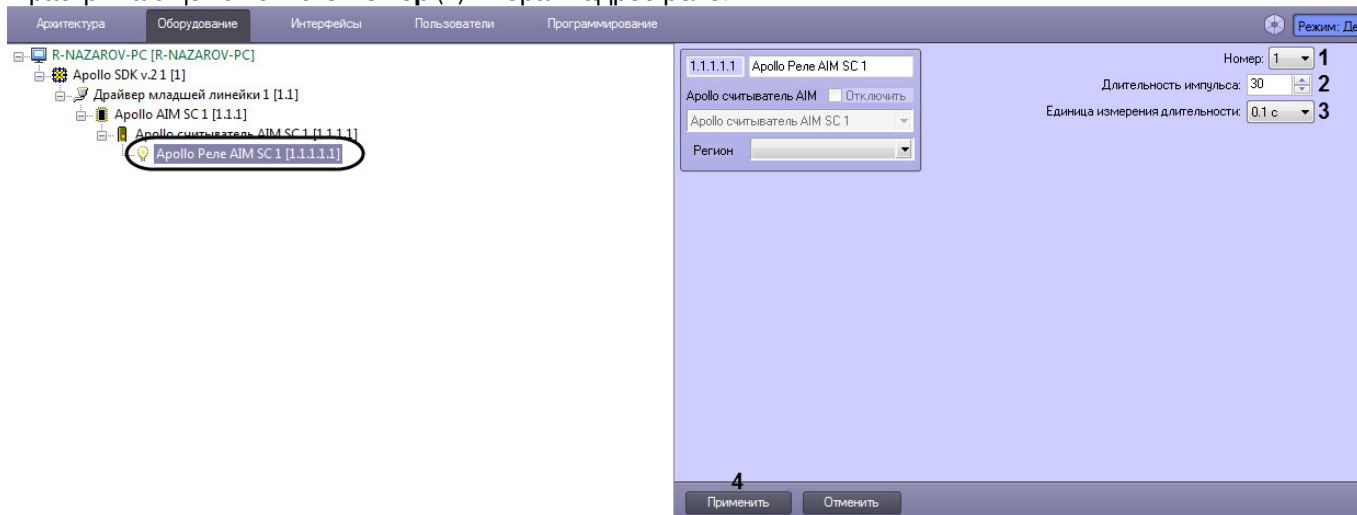 Архитектура Оборудование Интерфейсы Пользователи Программирование Режим: Де
R-NAZAROV-PC [R-NAZAROV-PC]
Apollo SDK v.2 1 [1]
Драйвер младшей линейки 1 [1.1]
Apollo AIM SC 1 [1.1.1]
Apollo считыватель AIM SC 1 [1.1.1.1]
Apollo Реле AIM SC 1 [1.1.1.1.1]
1.1.1.1.1 Apollo Реле AIM SC 1
Apollo считыватель AIM Отключить
Apollo считыватель AIM SC 1
Регион
Номер: 1 1
Длительность импульса: 30 2
Единица измерения длительности: 0.1 с 3
4
Применить Отменить